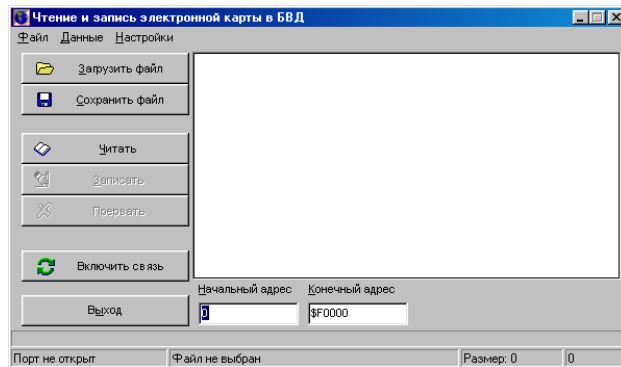 Чтение и запись электронной карты в БВД
Файл Данные Настройки
Загрузить файл
Сохранить файл
Читать
Записать
Прервать
Включить связь
Выход
Начальный адрес Конечный адрес
0 $F0000
Порт не открыт Файл не выбран Размер: 0 0